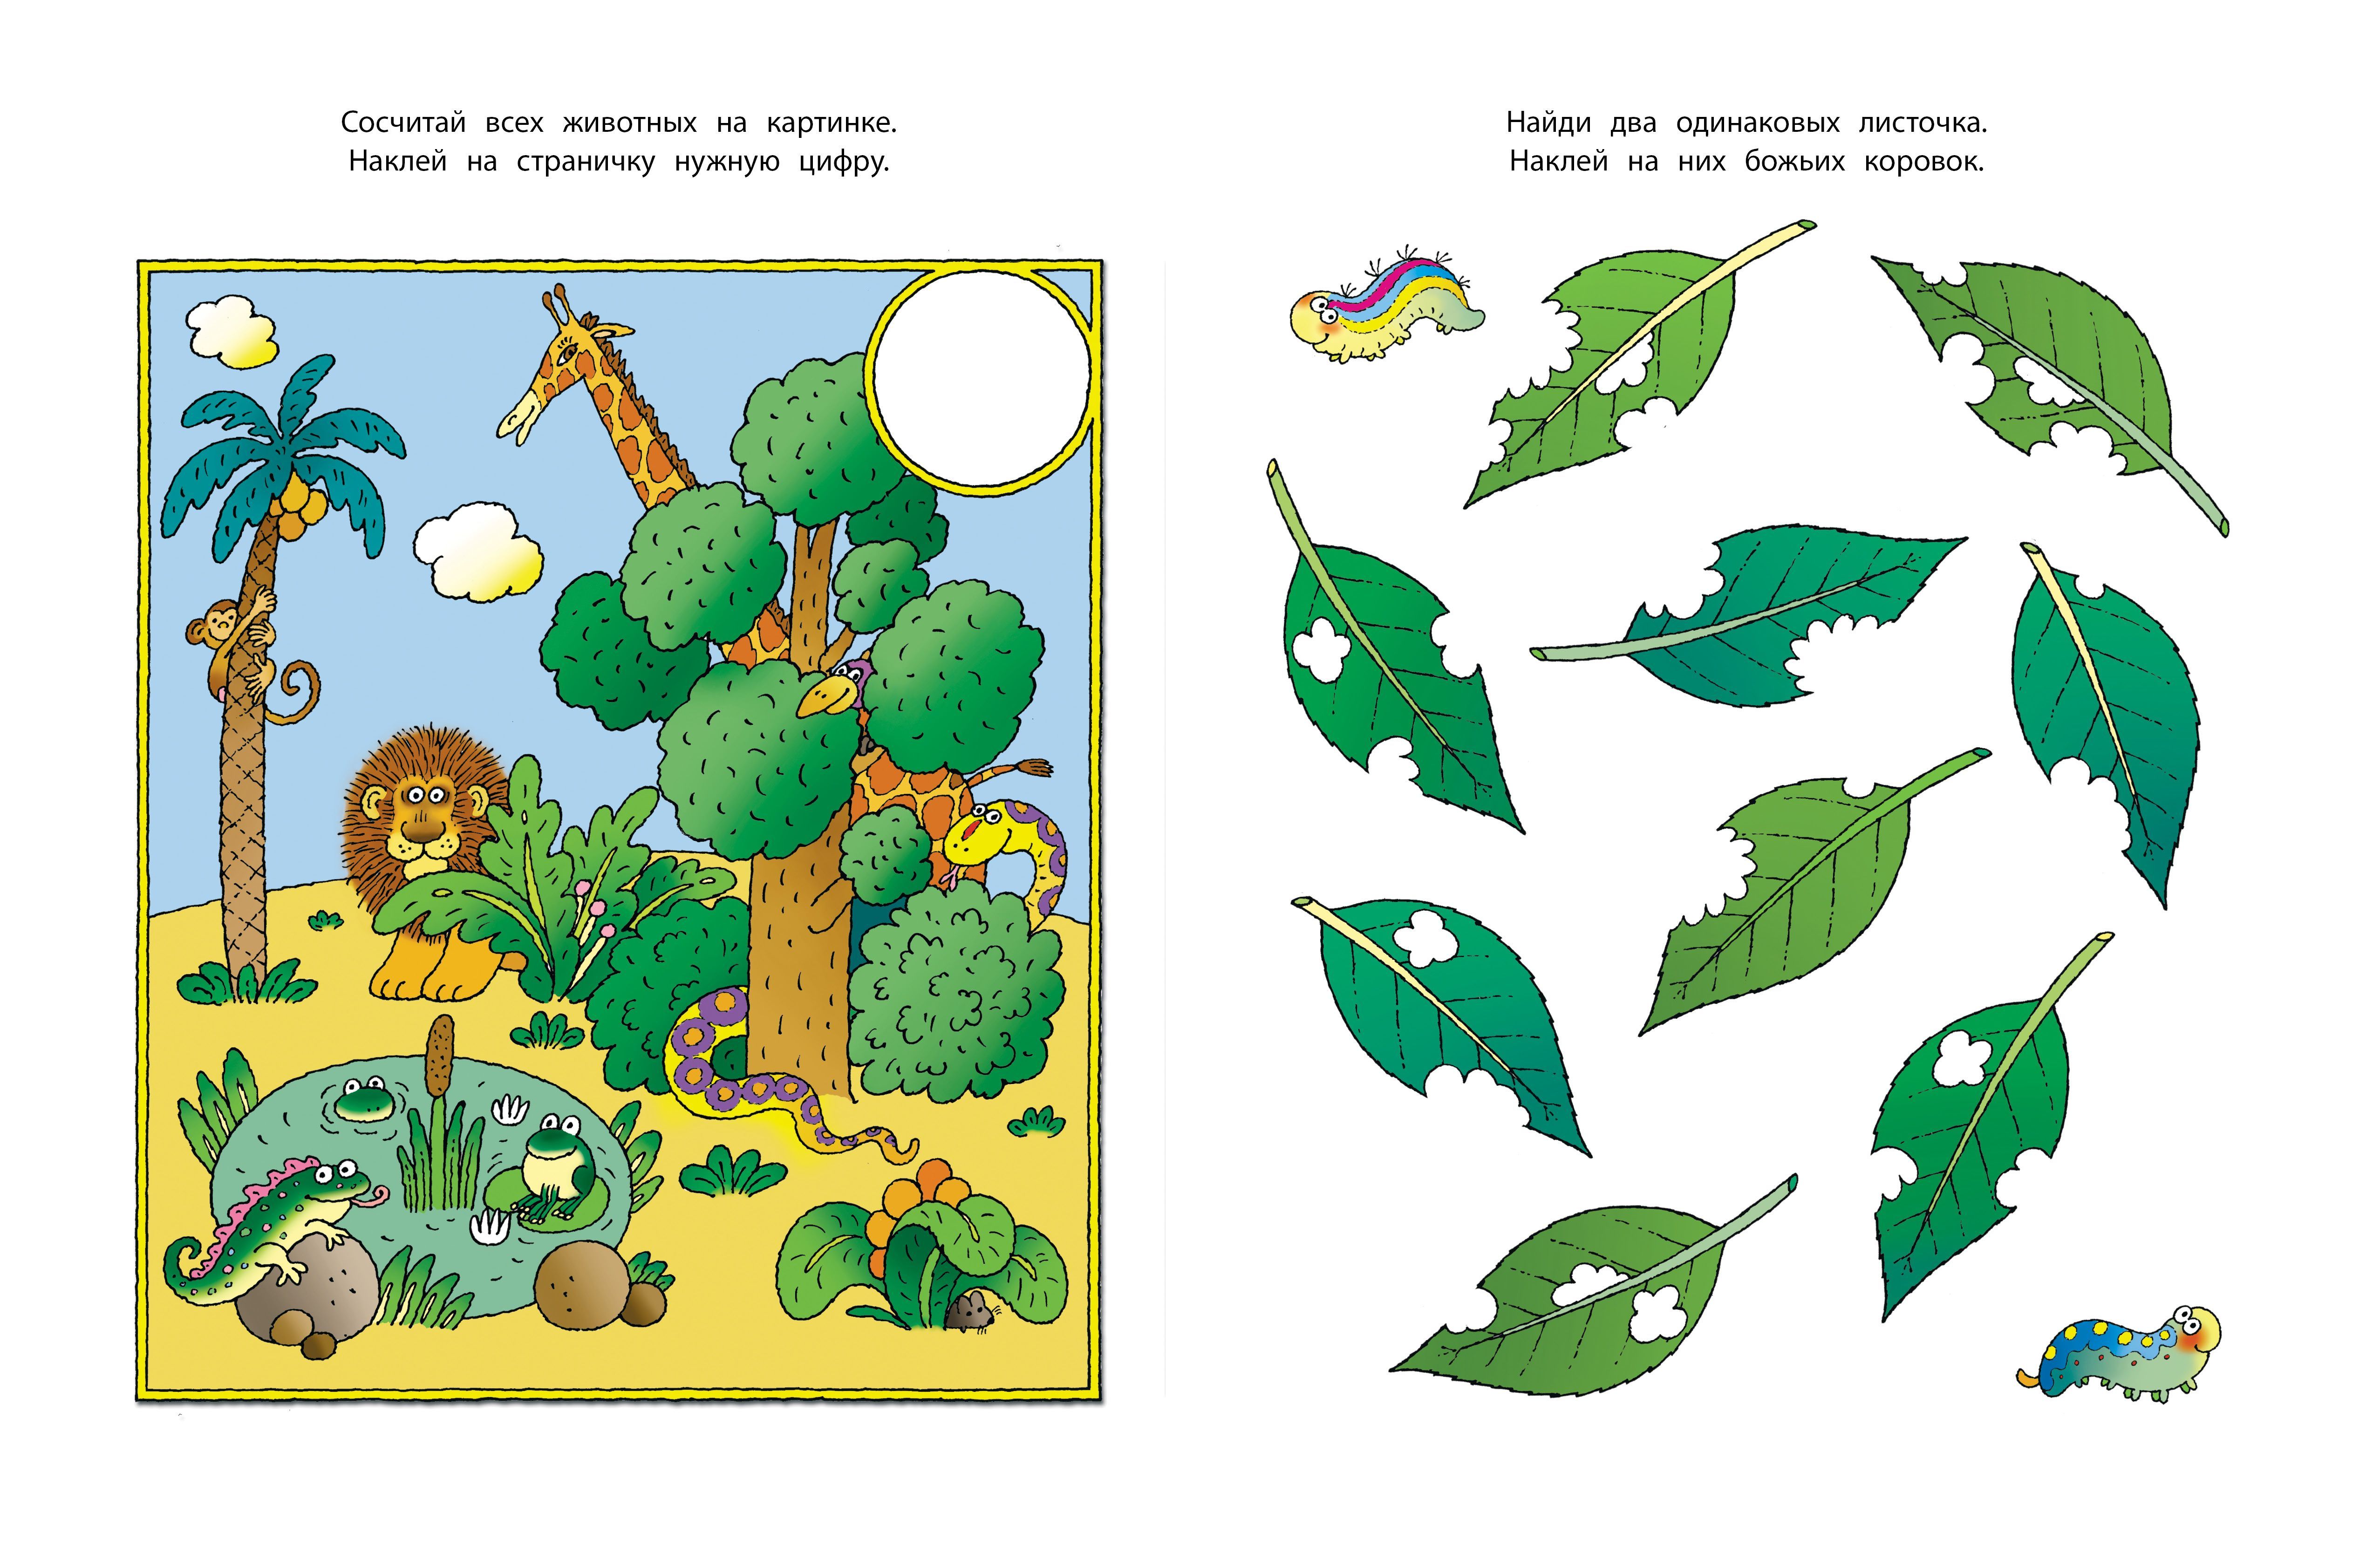 Сосчитай всех животных на картинке.
Наклей на страничку нужную цифру.
Найди два одинаковых листочка.
Наклей на них божьих коровок.